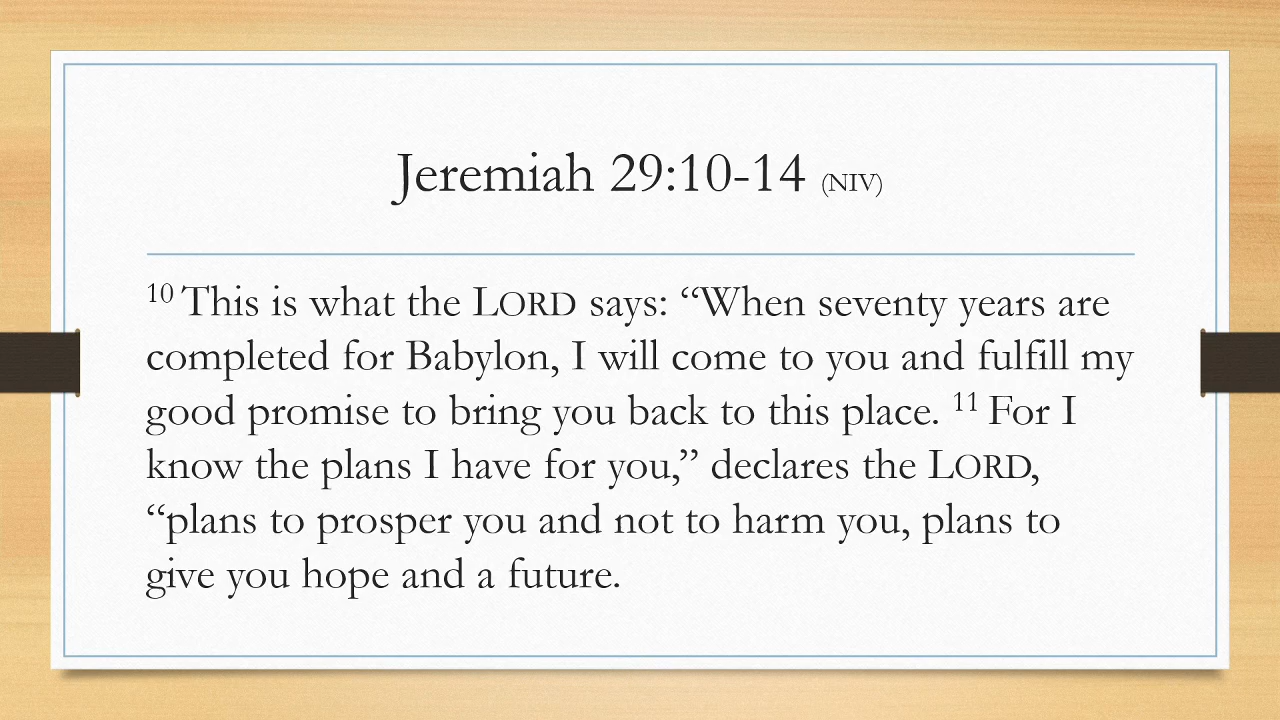 Jeremiah 29:10-14 (NIV)
10 This is what the LORD says: “When seventy years are
completed for Babylon, I will come to you and fulfill my
good promise to bring you back to this place. 11 For I
know the plans I have for you,” declares the LORD,
“plans to prosper you and not to harm you, plans to
give you hope and a future.